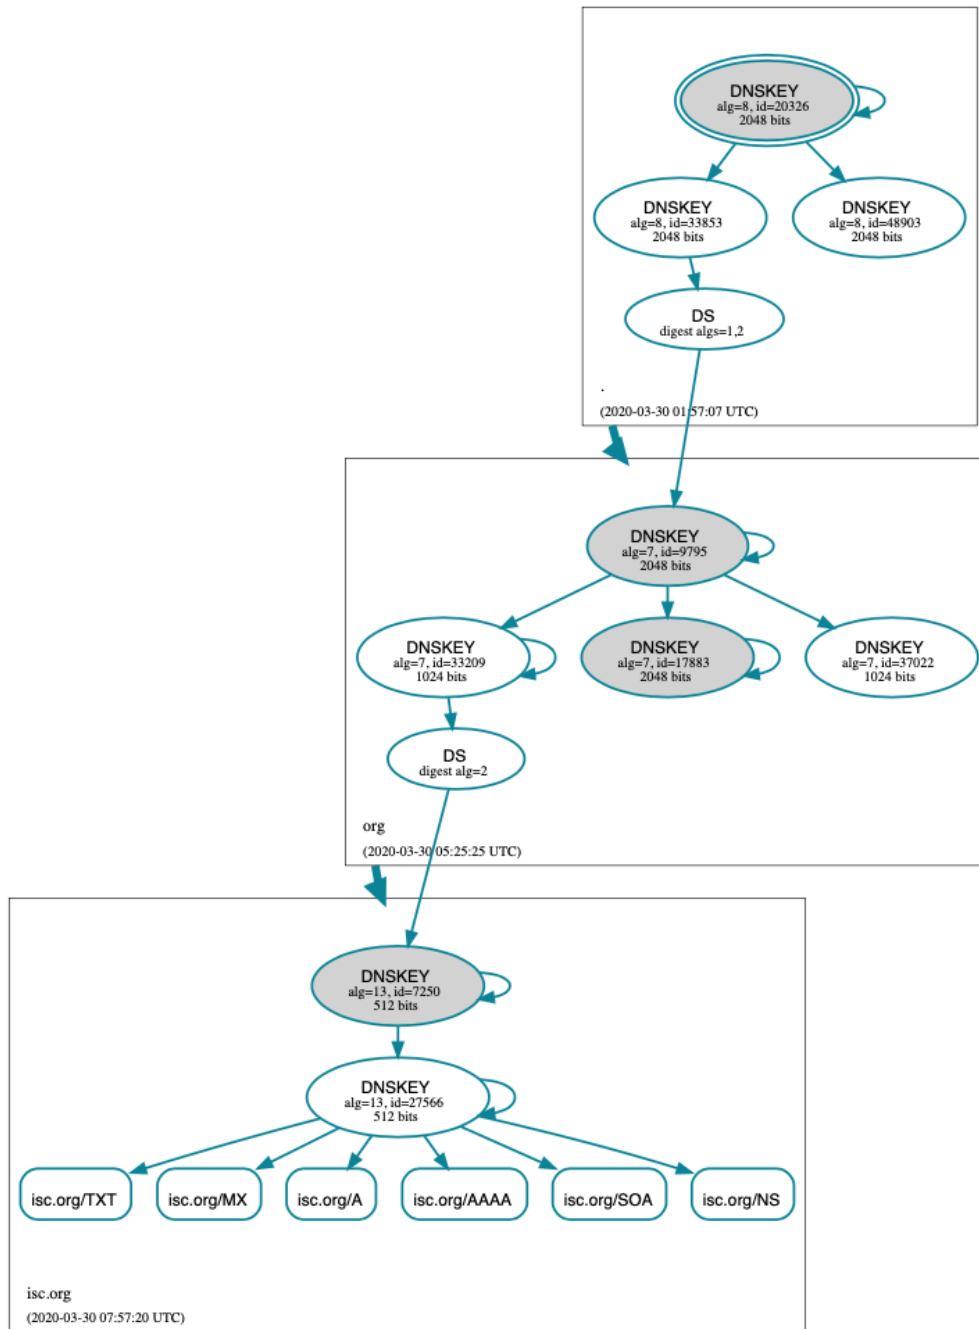 DNSKEY
alg=8, id=20326
2048 bits
DNSKEY
alg=8, id=33853
2048 bits
DNSKEY
alg=8, id=48903
2048 bits
DS
digest algs=1,2
.
(2020-03-30 01:57:07 UTC)
DNSKEY
alg=7, id=9795
2048 bits
DNSKEY
alg=7, id=33209
1024 bits
DNSKEY
alg=7, id=17883
2048 bits
DNSKEY
alg=7, id=37022
1024 bits
DS
digest alg=2
org
(2020-03-30 05:25:25 UTC)
DNSKEY
alg=13, id=7250
512 bits
DNSKEY
alg=13, id=27566
512 bits
isc.org/TXT
isc.org/MX
isc.org/A
isc.org/AAAA
isc.org/SOA
isc.org/NS
isc.org
(2020-03-30 07:57:20 UTC)